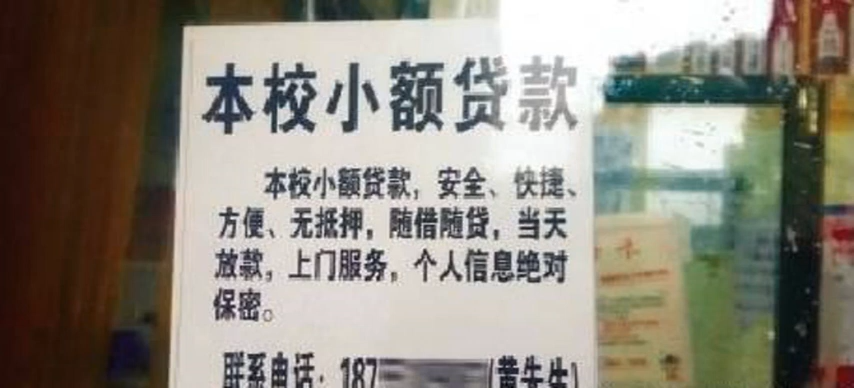 本校小额贷款
本校小额贷款，安全、快捷、
方便、无抵押，随借随贷，当天
放款，上门服务，个人信息绝对
保密。
联系电话：187 (黄先生)